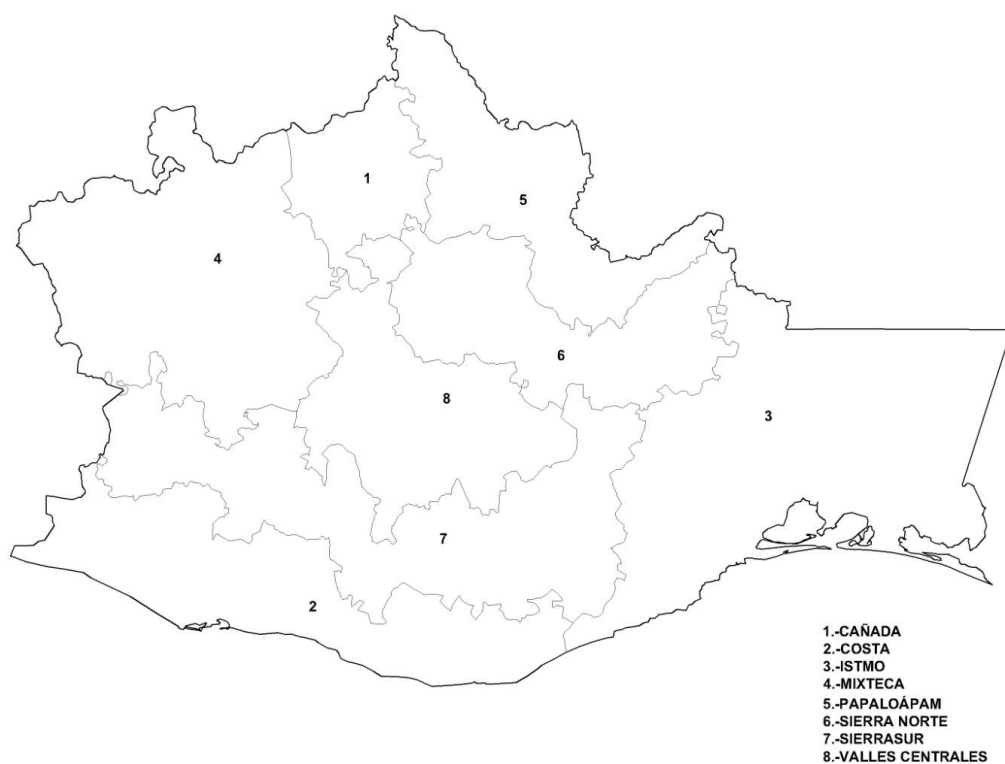 1
5
4
6
8
3
7
2
1.-CAÑADA
2.-COSTA
3.-ISTMO
4.-MIXTECA
5.-PAPALOÁPAM
6.-SIERRA NORTE
7.-SIERRASUR
8.-VALLES CENTRALES